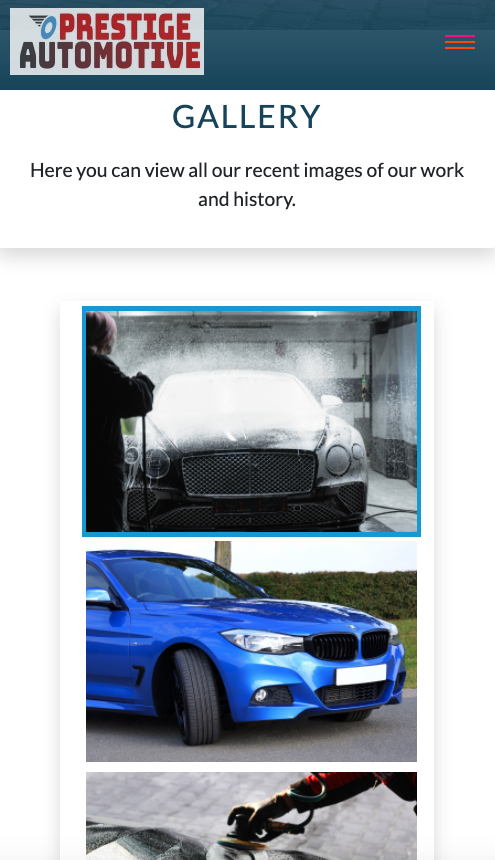 PRESTIGE
AUTOMOTIVE
GALLERY
Here you can view all our recent images of our work
and history.